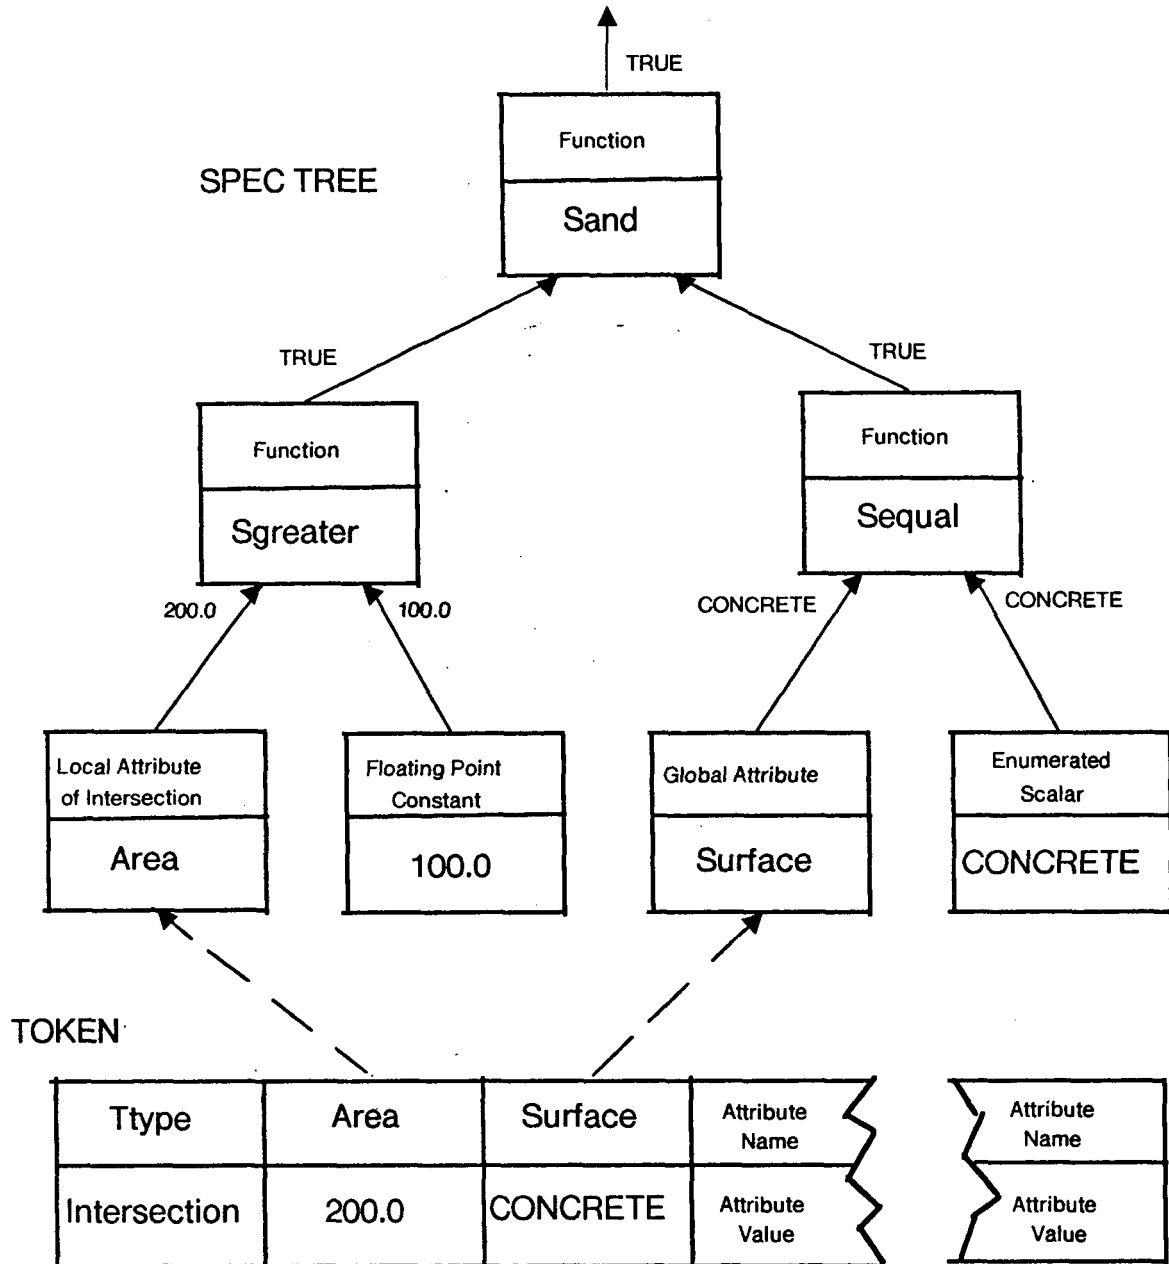 TRUE
Function
SPEC TREE
Sand
TRUE
TRUE
Function
Function
Sgreater
Sequal
200.0
100.0
CONCRETE
CONCRETE
Local Attribute
of Intersection
Floating Point
Constant
Global Attribute
Enumerated
Scalar
Area
100.0
Surface
CONCRETE
TOKEN
Ttype
Area
Surface
Attribute
Name
Attribute
Name
Intersection
200.0
CONCRETE
Attribute
Value
Attribute
Value